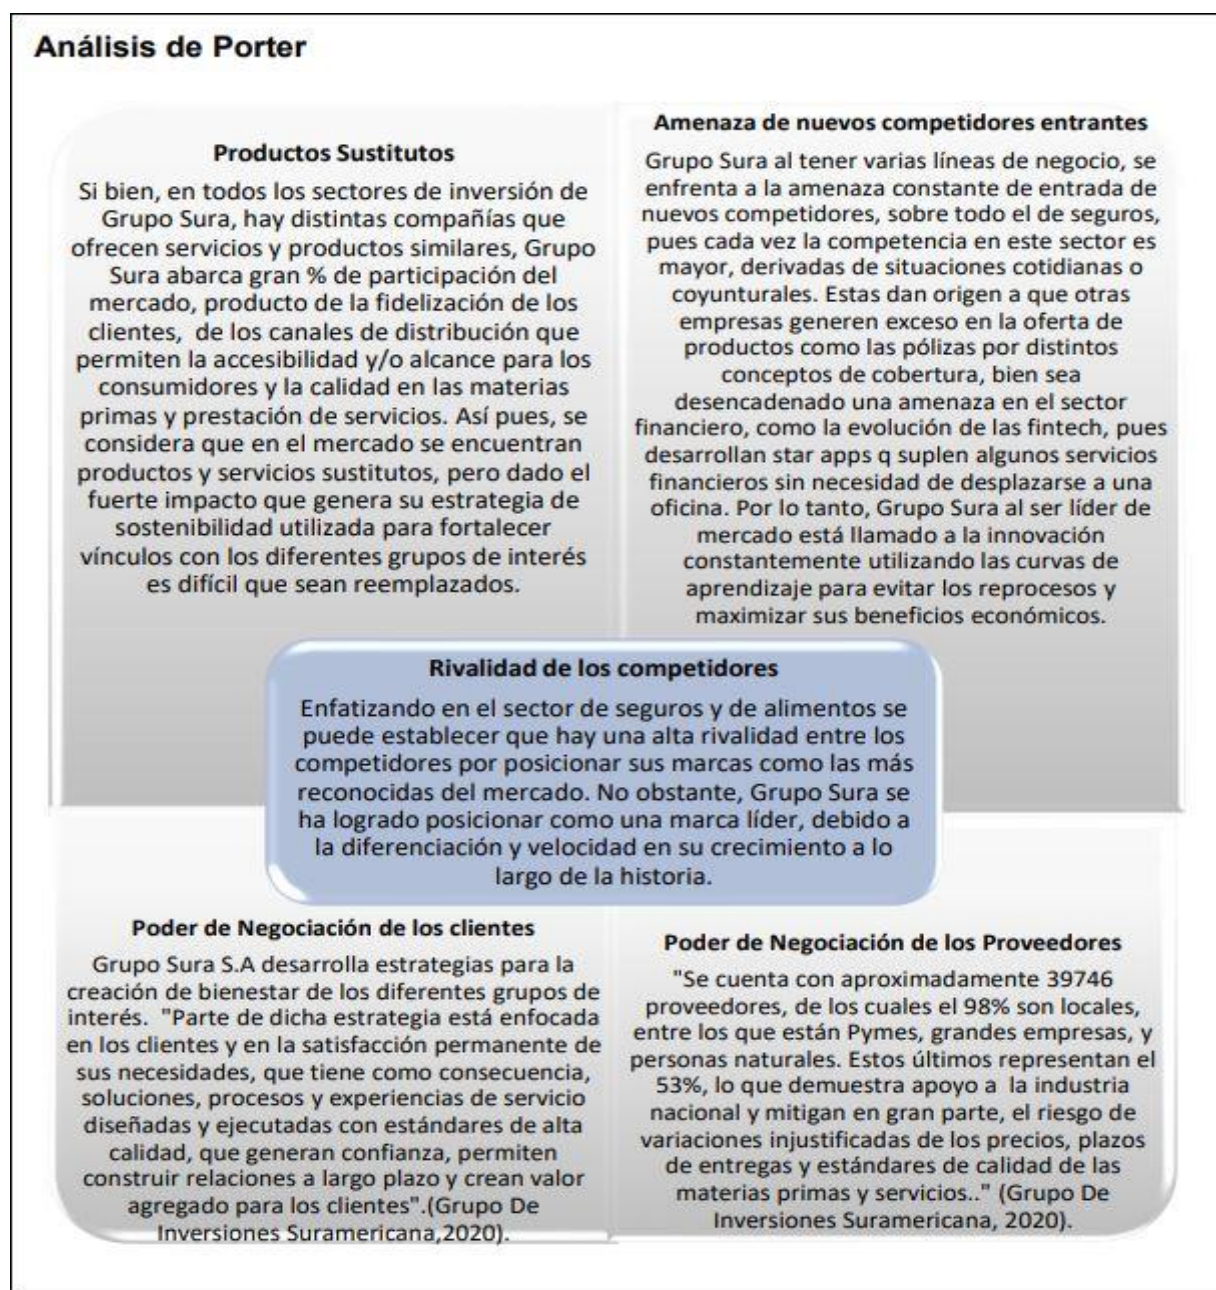 Análisis de Porter
Productos Sustitutos
Si bien, en todos los sectores de inversión de
Grupo Sura, hay distintas compañías que
ofrecen servicios y productos similares, Grupo
Sura abarca gran % de participación del
mercado, producto de la fidelización de los
clientes, de los canales de distribución que
permiten la accesibilidad y/o alcance para los
consumidores y la calidad en las materias
primas y prestación de servicios. Así pues, se
considera que en el mercado se encuentran
productos y servicios sustitutos, pero dado el
fuerte impacto que genera su estrategia de
sostenibilidad utilizada para fortalecer
vínculos con los diferentes grupos de interés
es difícil que sean reemplazados.
Amenaza de nuevos competidores entrantes
Grupo Sura al tener varias líneas de negocio, se
enfrenta a la amenaza constante de entrada de
nuevos competidores, sobre todo el de seguros,
pues cada vez la competencia en este sector es
mayor, derivadas de situaciones cotidianas o
coyunturales. Estas dan origen a que otras
empresas generen exceso en la oferta de
productos como las pólizas por distintos
conceptos de cobertura, bien sea
desencadenado una amenaza en el sector
financiero, como la evolución de las fintech, pues
desarrollan star apps q suplen algunos servicios
financieros sin necesidad de desplazarse a una
oficina. Por lo tanto, Grupo Sura al ser líder de
mercado está llamado a la innovación
constantemente utilizando las curvas de
aprendizaje para evitar los reprocesos y
maximizar sus beneficios económicos.
Rivalidad de los competidores
Enfatizando en el sector de seguros y de alimentos se
puede establecer que hay una alta rivalidad entre los
competidores por posicionar sus marcas como las más
reconocidas del mercado. No obstante, Grupo Sura se
ha logrado posicionar como una marca líder, debido a
la diferenciación y velocidad en su crecimiento a lo
largo de la historia.
Poder de Negociación de los clientes
Grupo Sura S.A desarrolla estrategias para la
creación de bienestar de los diferentes grupos de
interés. "Parte de dicha estrategia está enfocada
en los clientes y en la satisfacción permanente de
sus necesidades, que tiene como consecuencia,
soluciones, procesos y experiencias de servicio
diseñadas y ejecutadas con estándares de alta
calidad, que generan confianza, permiten
construir relaciones a largo plazo y crean valor
agregado para los clientes".(Grupo De
Inversiones Suramericana,2020).
Poder de Negociación de los Proveedores
"Se cuenta con aproximadamente 39746
proveedores, de los cuales el 98% son locales,
entre los que están Pymes, grandes empresas, y
personas naturales. Estos últimos representan el
53%, lo que demuestra apoyo a la industria
nacional y mitigan en gran parte, el riesgo de
variaciones injustificadas de los precios, plazos
de entregas y estándares de calidad de las
materias primas y servicios.." (Grupo De
Inversiones Suramericana, 2020).